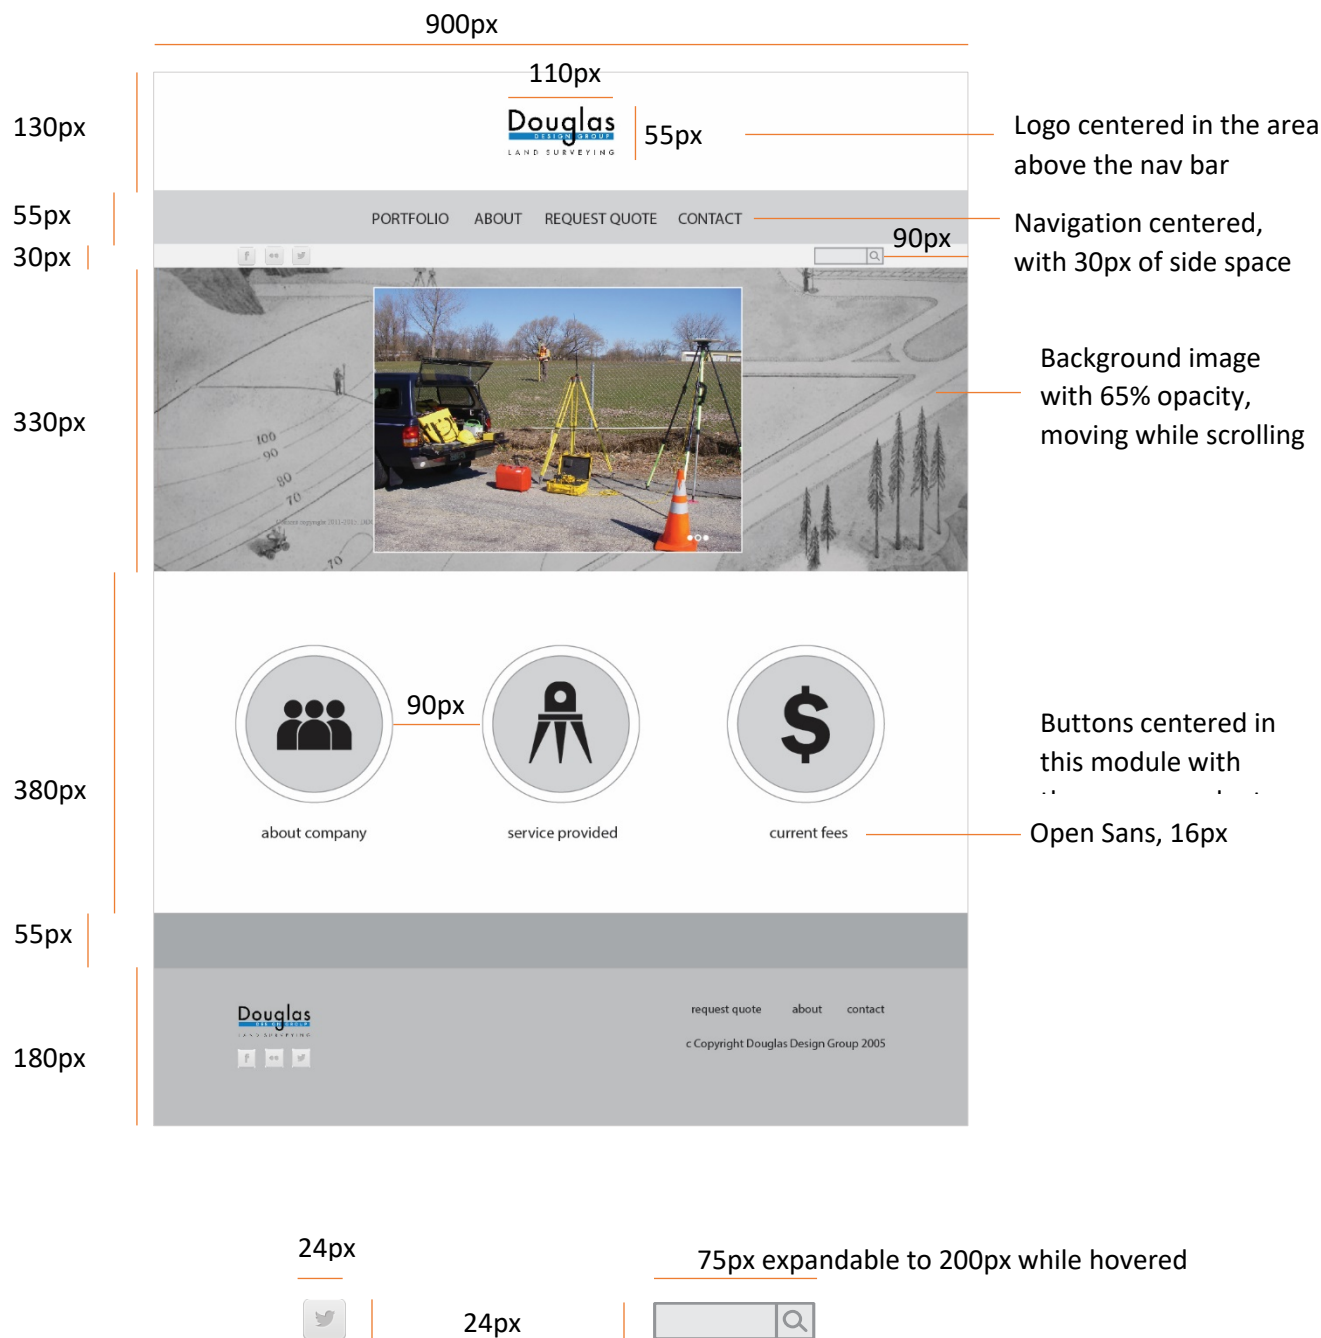 900px
110px
130px
Douglas
DESIGN GROUP
LAND SURVEYING
55px
Logo centered in the area
above the nav bar
55px
PORTFOLIO ABOUT REQUEST QUOTE CONTACT
Navigation centered,
with 30px of side space
90px
30px
f
Background image
with 65% opacity,
moving while scrolling
330px
100
90
80
70
70
90px
$
Buttons centered in
this module with
380px
about company service provided current fees
Open Sans, 16px
55px
Douglas
DESIGN GROUP
LAND SURVEYING
request quote about contact
c Copyright Douglas Design Group 2005
f
180px
24px
75px expandable to 200px while hovered
24px